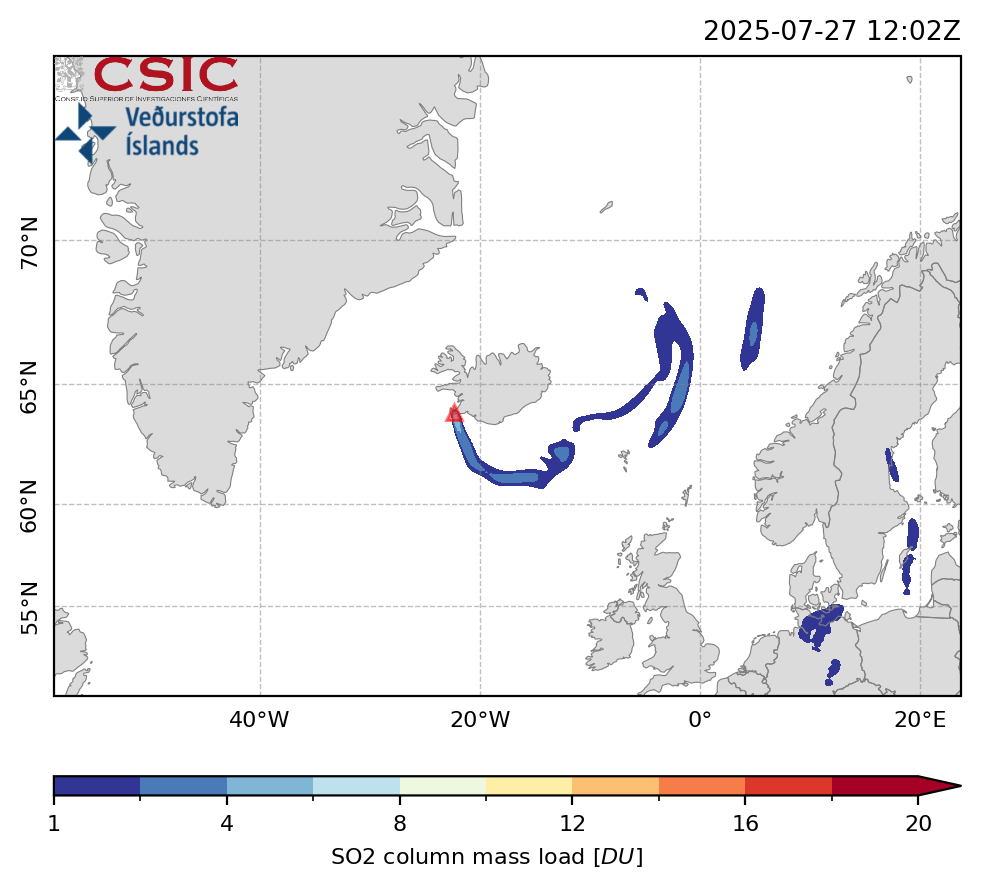 2025-07-27 12:02Z
CSIC
CONSEJO SUPERIOR DE INVESTIGACIONES CIENTÍFICAS
Veðurstofa
Íslands
70°N
65°N
60°N
55°N
40°W 20°W 0° 20°E
1 4 8 12 16 20
SO2 column mass load [DU]